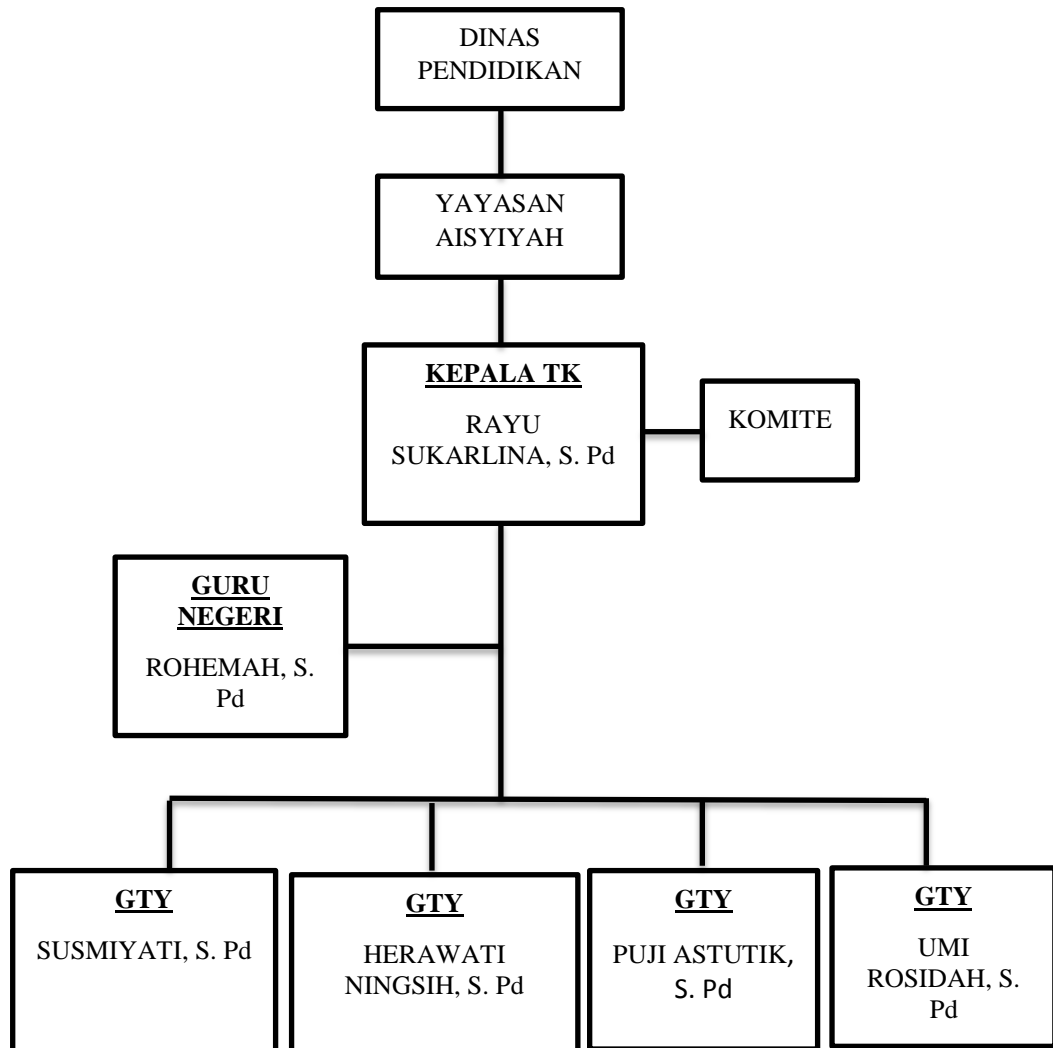 DINAS
PENDIDIKAN
YAYASAN
AISYIYAH
KEPALA TK
RAYU
SUKARLINA, S. Pd
KOMITE
GURU
NEGERI
ROHEMAH, S.
Pd
GTY
SUSMIYATI, S. Pd
GTY
HERAWATI
NINGSIH, S. Pd
GTY
PUJI ASTUTIK,
S. Pd
GTY
UMI
ROSIDAH, S.
Pd